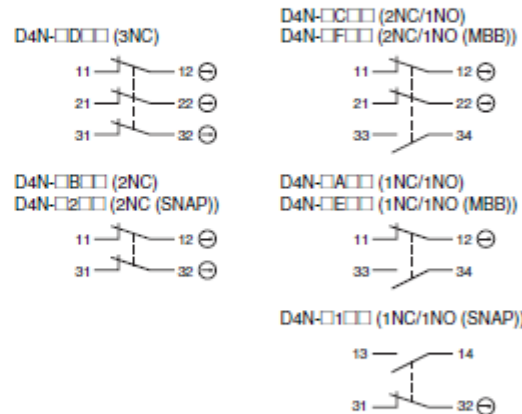 D4N-□D□□ (3NC)
11 12 ⊖
21 22 ⊖
31 32 ⊖
D4N-□C□□ (2NC/1NO)
D4N-□F□□ (2NC/1NO (MBB))
11 12 ⊖
21 22 ⊖
33 34
D4N-□B□□ (2NC)
D4N-□2□□ (2NC (SNAP))
11 12 ⊖
31 32 ⊖
D4N-□A□□ (1NC/1NO)
D4N-□E□□ (1NC/1NO (MBB))
11 12 ⊖
33 34
D4N-□1□□ (1NC/1NO (SNAP))
13 14
31 32 ⊖